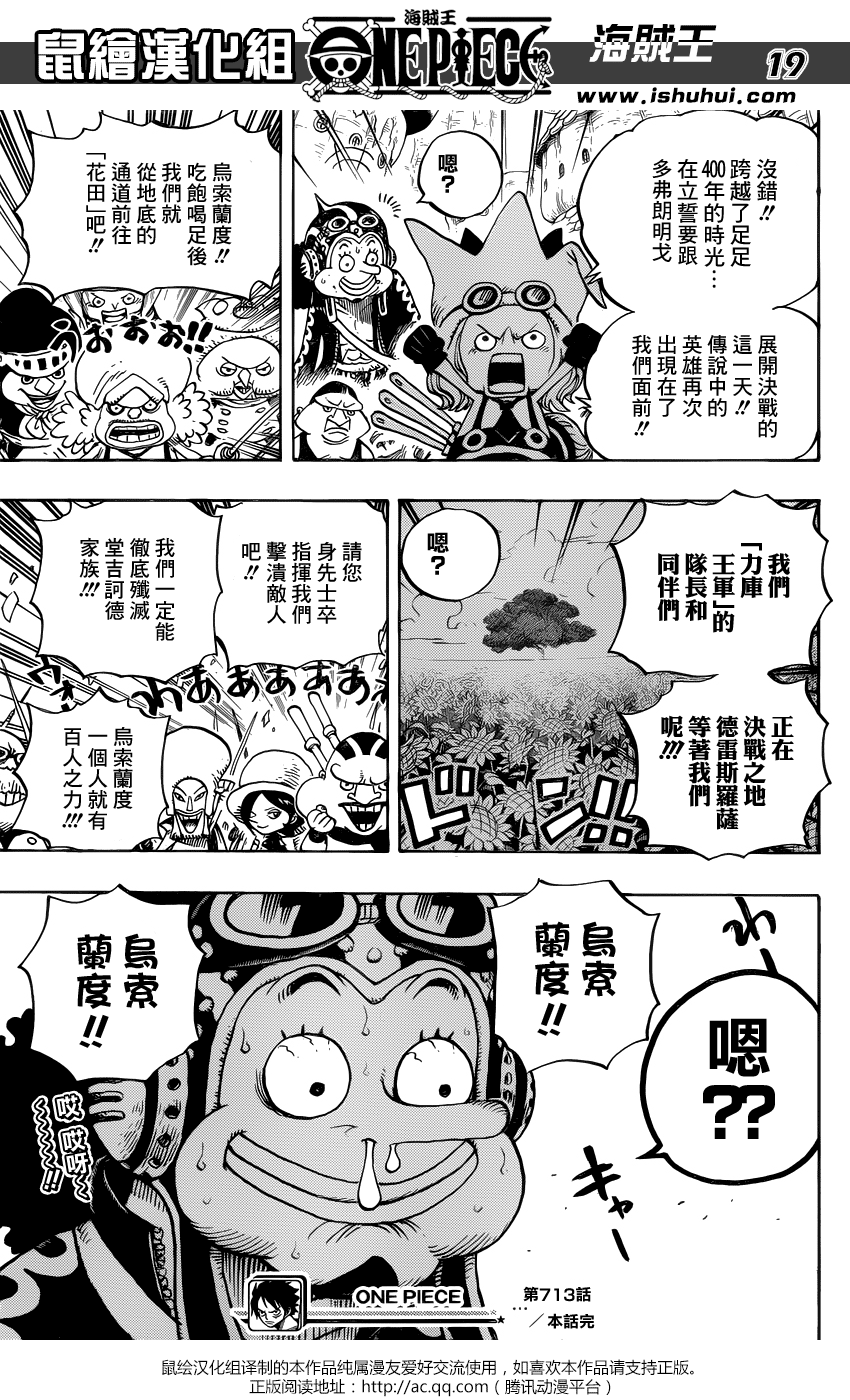 鼠繪漢化組
海賊王
ONE PIECE
海賊王
19
www.ishuhui.com
沒錯!!
跨越了足足
400年的時光…
在立誓要跟
多弗朗明戈
展開決戰的
這一天!!
傳說中的
英雄再次
出現在了
我們面前!!
嗯?
烏索蘭度!!
吃飽喝足後
我們就
從地底的
通道前往
「花田」吧!!
おおお!!
我們
「力庫
王軍」的
隊長和
同伴們
正在
決戰之地
德雷斯羅薩
等著我們
呢!!!
嗯?
ドン
請您
身先士卒
指揮我們
擊潰敵人
吧!!
我們一定能
徹底殲滅
堂吉訶德
家族!!!
わあああああぁ
ウオ
烏索蘭度
一個人就有
百人之力!!!
わ
嗯??
烏索
蘭度!!
烏索
蘭度!!
哎哎呀~
キャー
ONE PIECE
第713話
…／本話完
鼠绘汉化组译制的本作品纯属漫友爱好交流使用，如喜欢本作品请支持正版。
正版阅读地址：http://ac.qq.com（腾讯动漫平台）